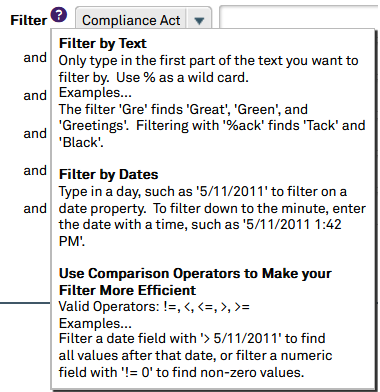 Filter ? Compliance Act
Filter by Text
and Only type in the first part of the text you want to
filter by. Use % as a wild card.
and Examples...
The filter 'Gre' finds 'Great', 'Green', and
and 'Greetings'. Filtering with '%ack' finds 'Tack' and
'Black'.
and Filter by Dates
Type in a day, such as '5/11/2011' to filter on a
and date property. To filter down to the minute, enter
the date with a time, such as '5/11/2011 1:42
PM'.
Use Comparison Operators to Make your
Filter More Efficient
Valid Operators: !=, <, <=, >, >=
Examples...
Filter a date field with '> 5/11/2011' to find
all values after that date, or filter a numeric
field with '!= 0' to find non-zero values.